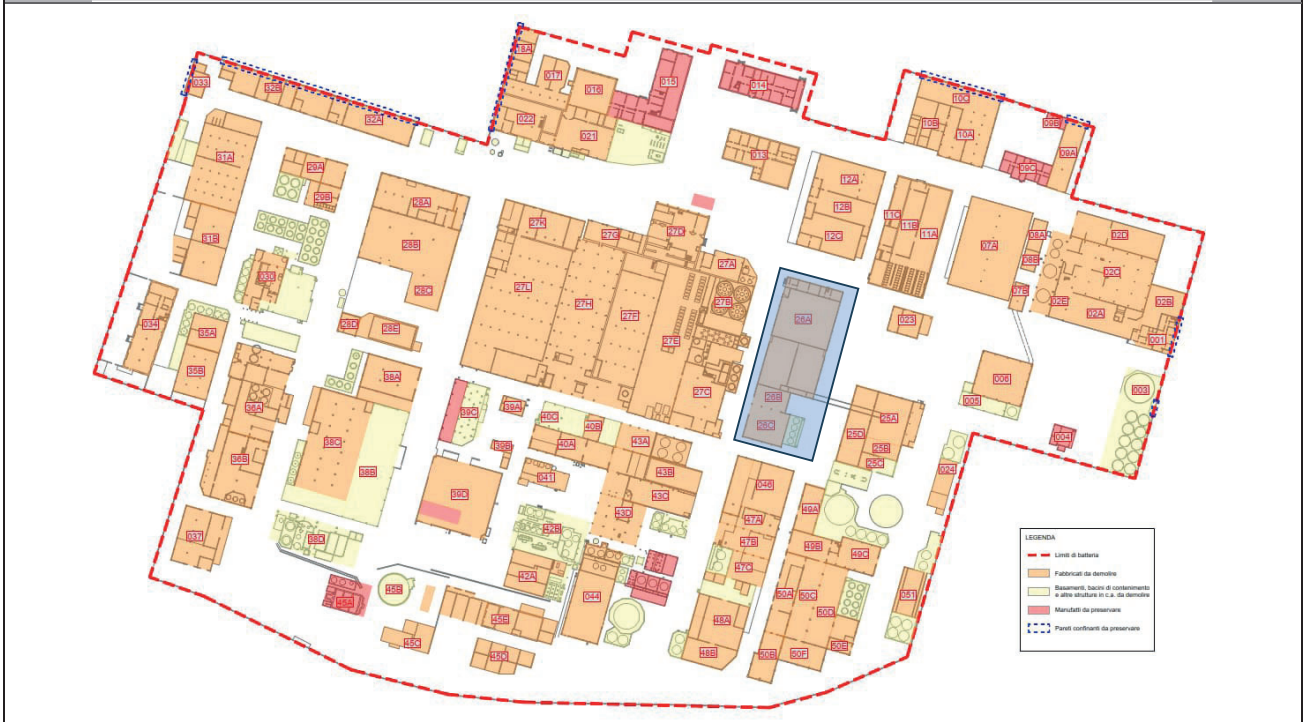 18A
017
016
015
014
033
32B
32A
022
021
10C
10B
10A
09B
09A
09C
013
31A
29A
29B
28A
12A
12B
12C
11C
11B
11A
27K
27G
27D
27A
27B
07A
08A
08B
02D
02C
31B
28B
030
28C
27L
27H
27F
27E
26A
07B
02E
02A
02B
001
023
034
35A
35B
28D
28E
38A
27C
26B
26C
006
005
003
004
36A
36B
38C
38B
39C
39A
39B
40C
40B
40A
43A
43B
43C
43D
25A
25D
25B
25C
024
041
39D
42B
42A
046
47A
47B
47C
49A
49B
49C
037
38D
45A
45B
45C
45E
45D
044
48A
48B
50A
50C
50D
50E
50F
50B
051
LEGENDA
Limiti di batteria
Fabbricati da demolire
Basamenti, bacini di contenimento
e altre strutture in c.a. da demolire
Manufatti da preservare
Pareti confinanti da preservare